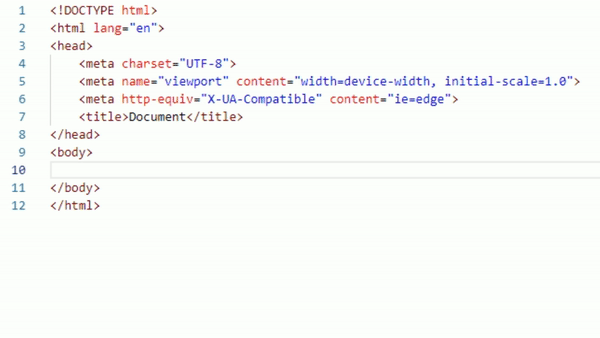 1 <!DOCTYPE html>
2 <html lang="en">
3 <head>
4     <meta charset="UTF-8">
5     <meta name="viewport" content="width=device-width, initial-scale=1.0">
6     <meta http-equiv="X-UA-Compatible" content="ie=edge">
7     <title>Document</title>
8 </head>
9 <body>
10
11 </body>
12 </html>